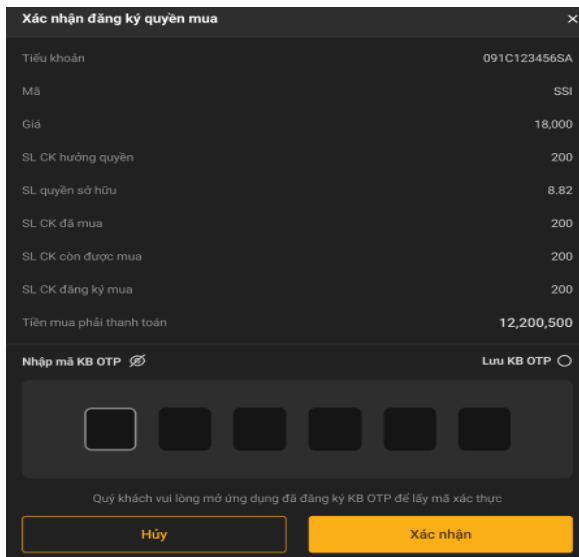 Xác nhận đăng ký quyền mua ×
Tiểu khoản 091C123456SA
Mã SSI
Giá 18,000
SL CK hưởng quyền 200
SL quyền sở hữu 8.82
SL CK đã mua 200
SL CK còn được mua 200
SL CK đăng ký mua 200
Tiền mua phải thanh toán 12,200,500
Nhập mã KB OTP Lưu KB OTP
Quý khách vui lòng mở ứng dụng đã đăng ký KB OTP để lấy mã xác thực
Hủy Xác nhận